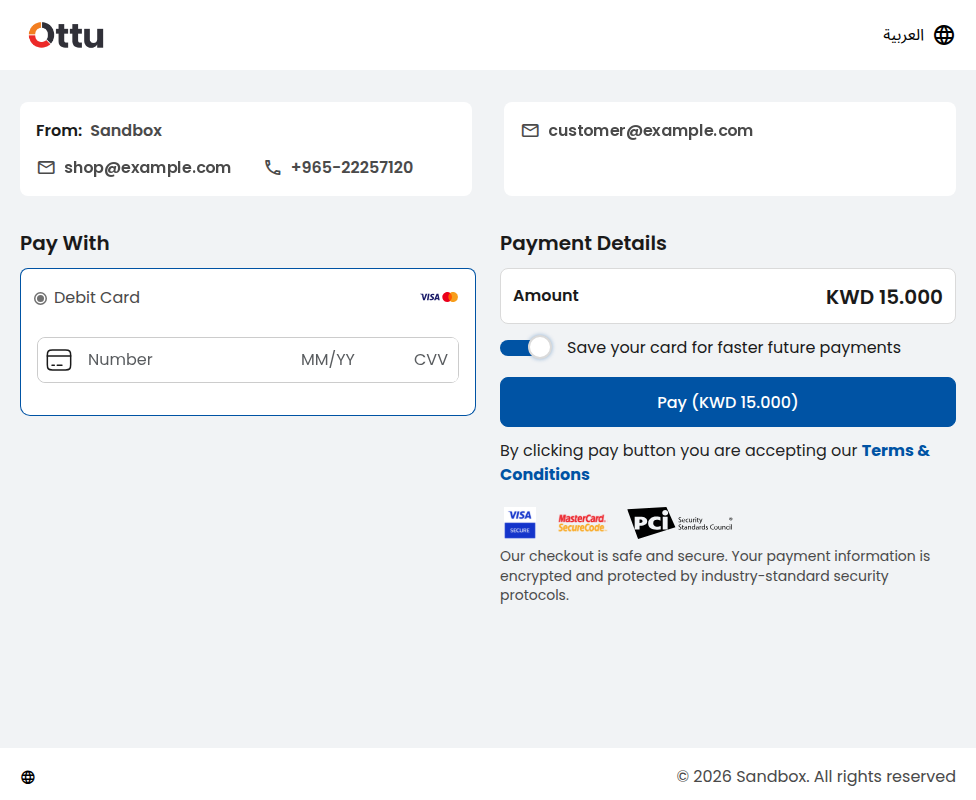 Ottu
العربية
From: Sandbox
shop@example.com +965-22257120
customer@example.com
Pay With
Debit Card VISA
Number MM/YY CVV
Payment Details
Amount KWD 15.000
Save your card for faster future payments
Pay (KWD 15.000)
By clicking pay button you are accepting our Terms &
Conditions
VISA
SECURE
MasterCard.
SecureCode.
PCI Security
Standards Council
Our checkout is safe and secure. Your payment information is
encrypted and protected by industry-standard security
protocols.
© 2026 Sandbox. All rights reserved